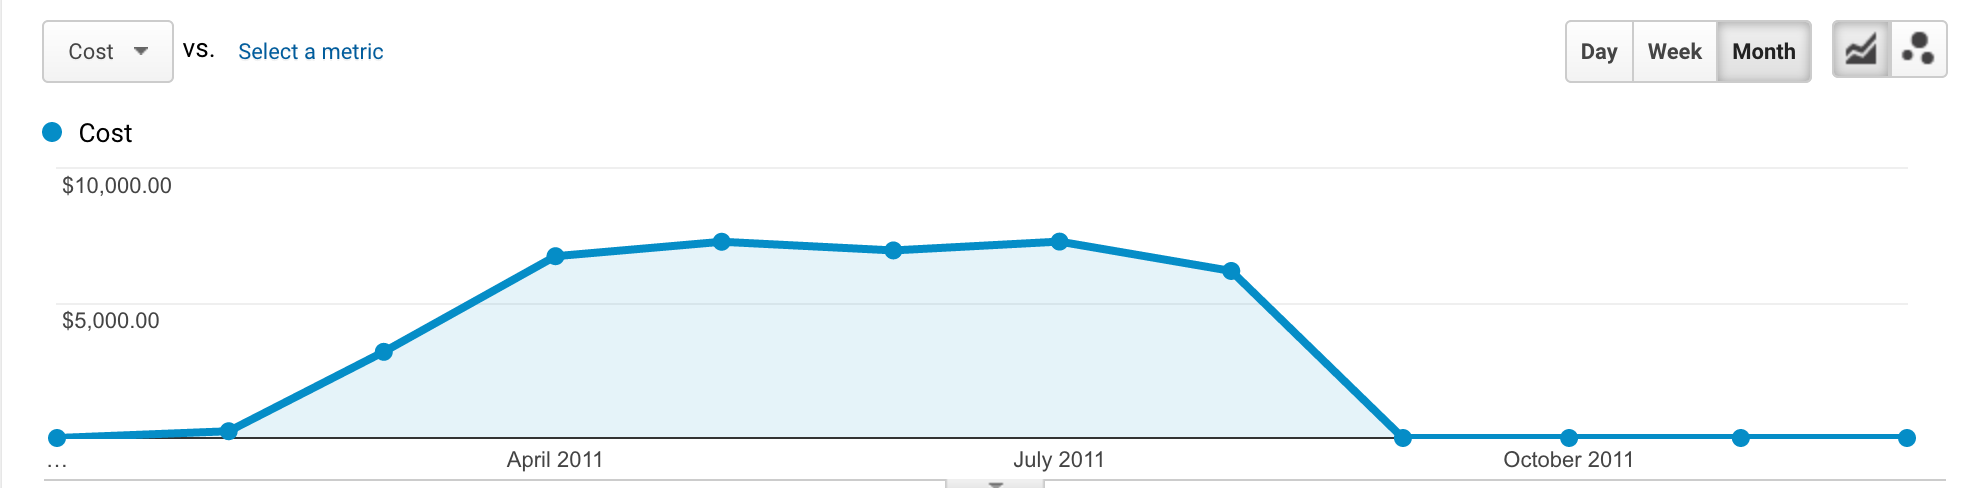 Cost vs. Select a metric Day Week Month
Cost
$10,000.00
$5,000.00
... April 2011 July 2011 October 2011